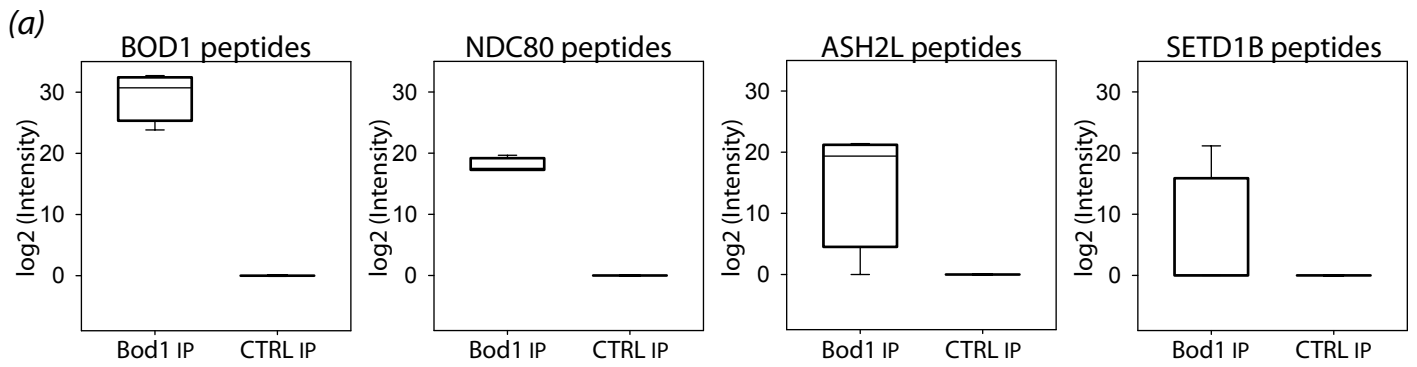 (a)
BOD1 peptides
log2 (Intensity)
30
20
10
0
Bod1 IP CTRL IP
NDC80 peptides
log2 (Intensity)
30
20
10
0
Bod1 IP CTRL IP
ASH2L peptides
log2 (Intensity)
30
20
10
0
Bod1 IP CTRL IP
SETD1B peptides
log2 (Intensity)
30
20
10
0
Bod1 IP CTRL IP